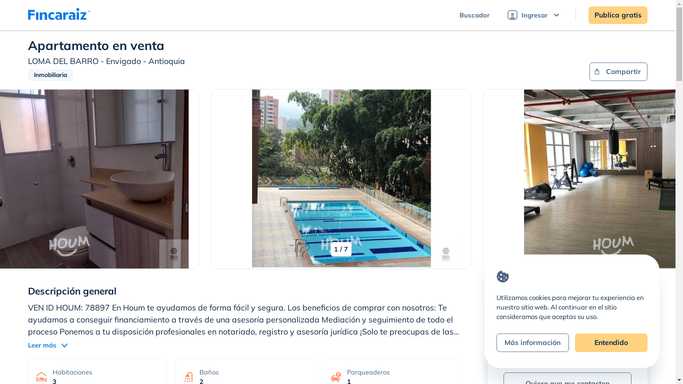 Fincaraiz
Buscador
Ingresar
Publica gratis
Apartamento en venta
LOMA DEL BARRO - Envigado - Antioquia
Compartir
Inmobiliaria
HOUM
HOUM
HOUM
1 / 7
Descripción general
VEN ID HOUM: 78897 En Houm te ayudamos de forma fácil y segura. Los beneficios de comprar con nosotros: Te
ayudamos a conseguir financiamiento a través de una asesoría personalizada Mediación y seguimiento de todo el
proceso Ponemos a tu disposición profesionales en notariado, registro y asesoría jurídica ¡Solo te preocupas de las...
Leer más
Habitaciones
3
Baños
2
Parqueaderos
1
Utilizamos cookies para mejorar tu experiencia en
nuestro sitio web. Al continuar en el sitio
consideramos que aceptas su uso.
Más información
Entendido
Quiero que me contacten